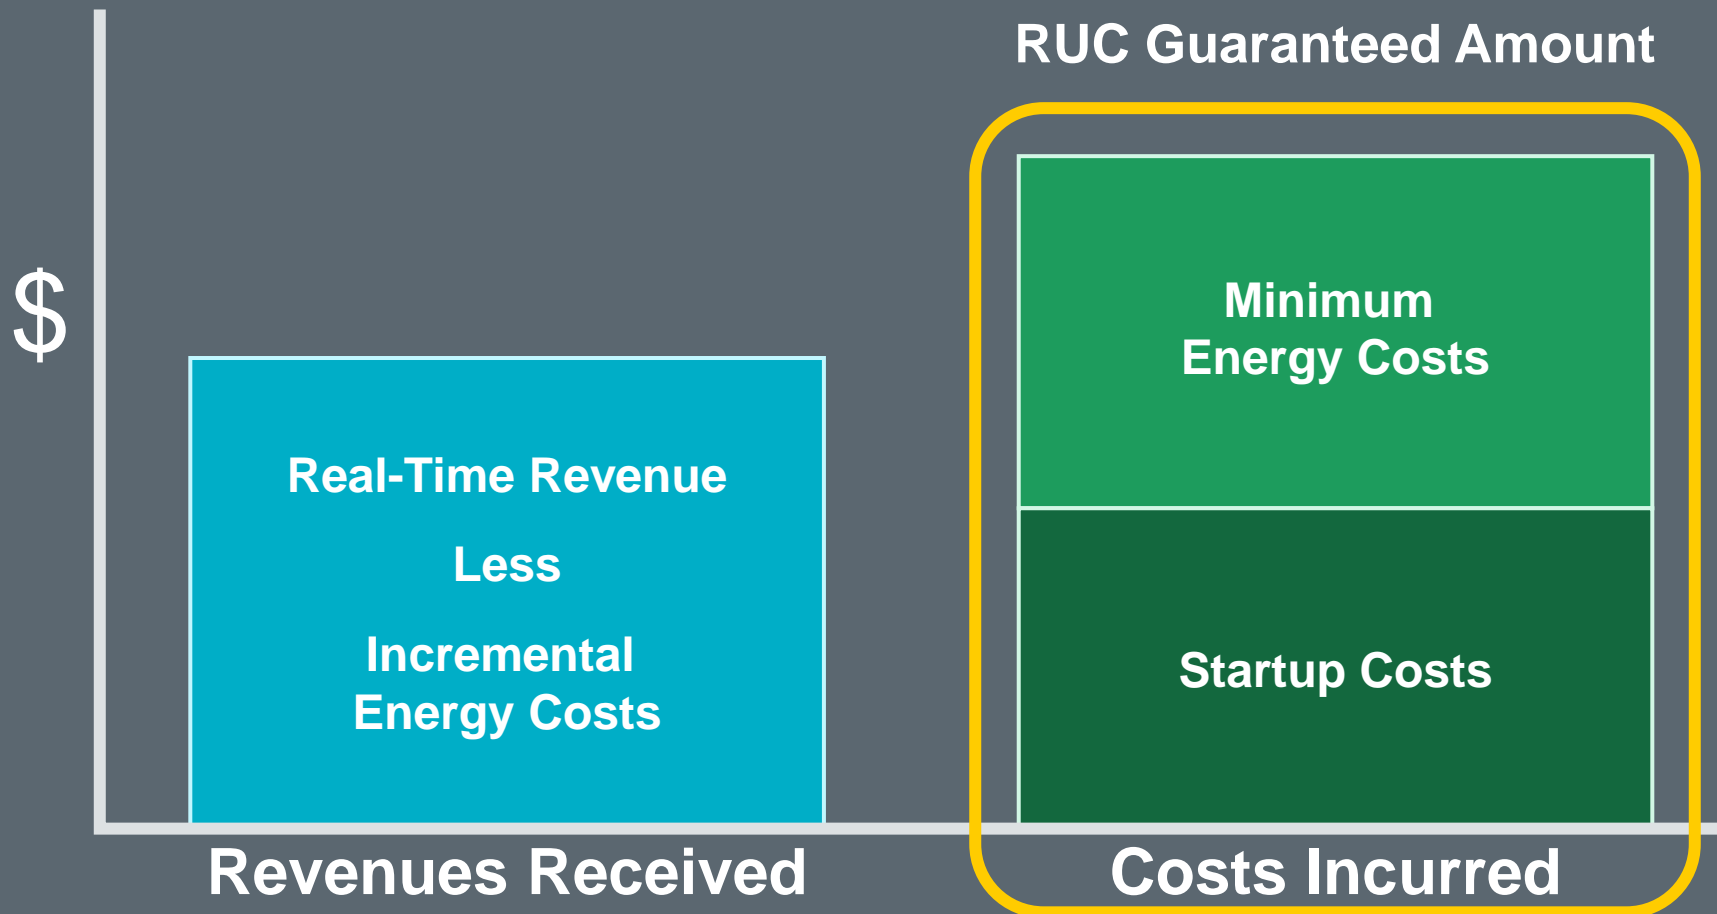 RUC Guaranteed Amount
$
Minimum
Energy Costs
Real-Time Revenue
Less
Incremental
Energy Costs
Startup Costs
Revenues Received
Costs Incurred